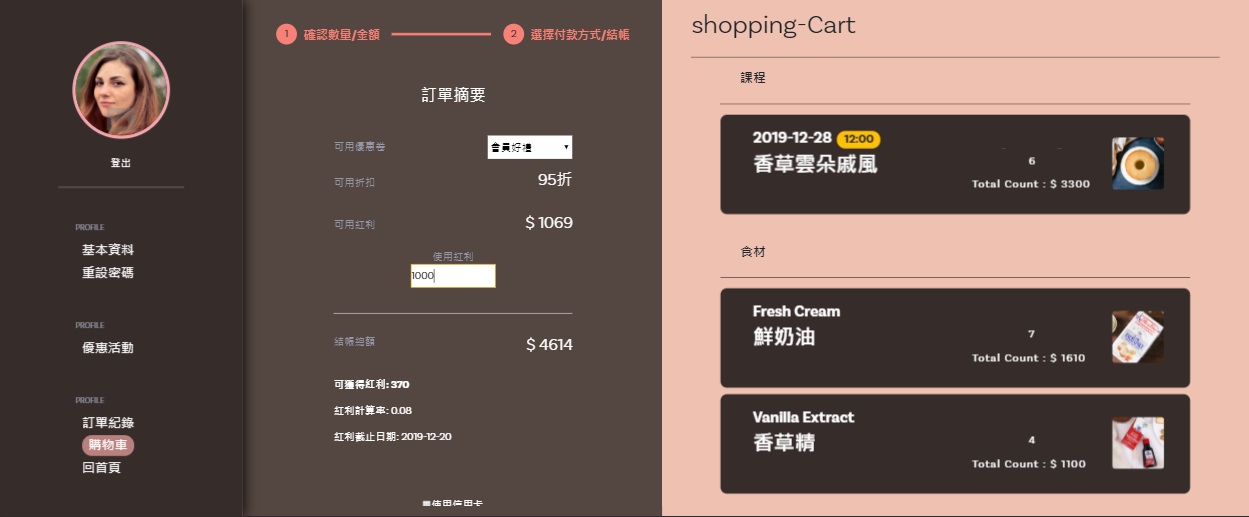 登出
PROFILE
基本資料
重設密碼
PROFILE
優惠活動
PROFILE
訂單紀錄
購物車
回首頁
1 確認數量/金額 2 選擇付款方式/結帳
訂單摘要
可用優惠卷 會員好禮
可用折扣 95折
可用紅利 $ 1069
使用紅利
1000
結帳總額 $ 4614
可獲得紅利: 370
紅利計算率: 0.08
紅利截止日期: 2019-12-20
使用信用卡
shopping-Cart
課程
2019-12-28 12:00
香草雲朵戚風
6
Total Count : $ 3300
食材
Fresh Cream
鮮奶油
7
Total Count : $ 1610
Vanilla Extract
香草精
4
Total Count : $ 1100